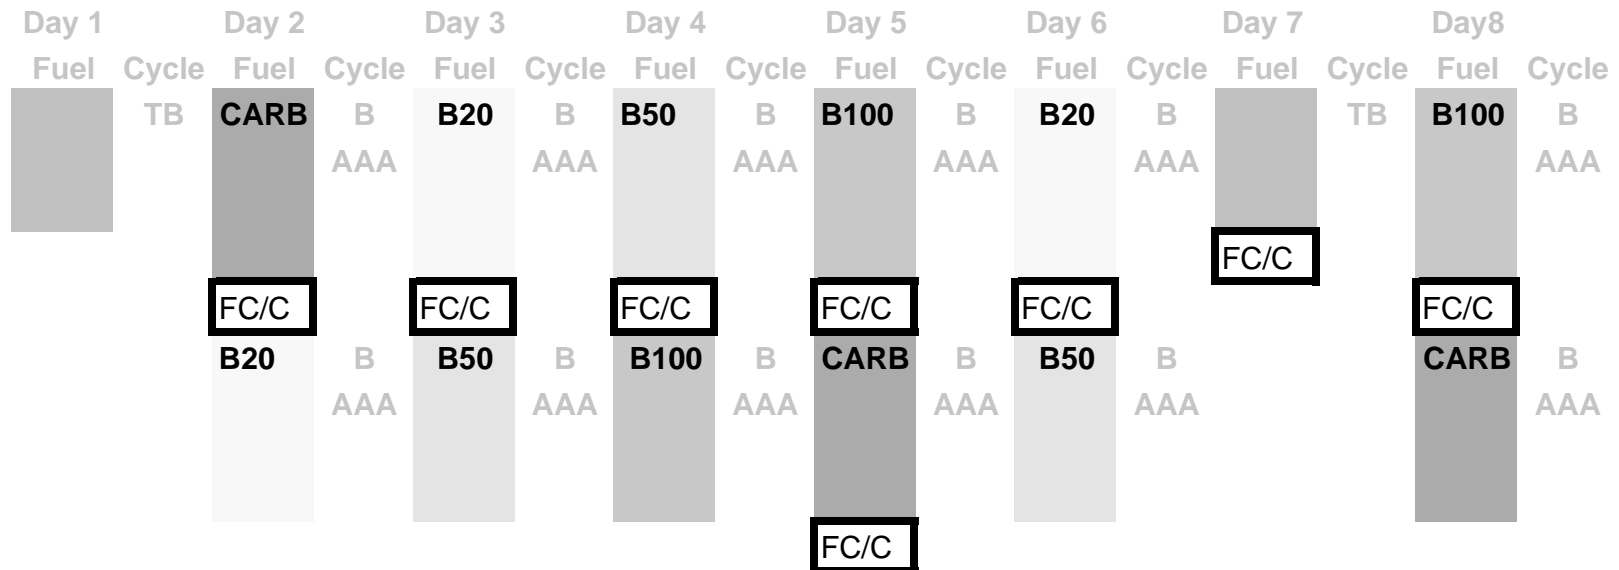 Day 1 Day 2 Day 3 Day 4 Day 5 Day 6 Day 7 Day8
Fuel Cycle Fuel Cycle Fuel Cycle Fuel Cycle Fuel Cycle Fuel Cycle Fuel Cycle Fuel Cycle
TB CARB B B20 B B50 B B100 B B20 B TB B100 B
AAA AAA AAA AAA AAA AAA
FC/C
FC/C FC/C FC/C FC/C FC/C FC/C
B20 B B50 B B100 B CARB B B50 B CARB B
AAA AAA AAA AAA AAA AAA
FC/C